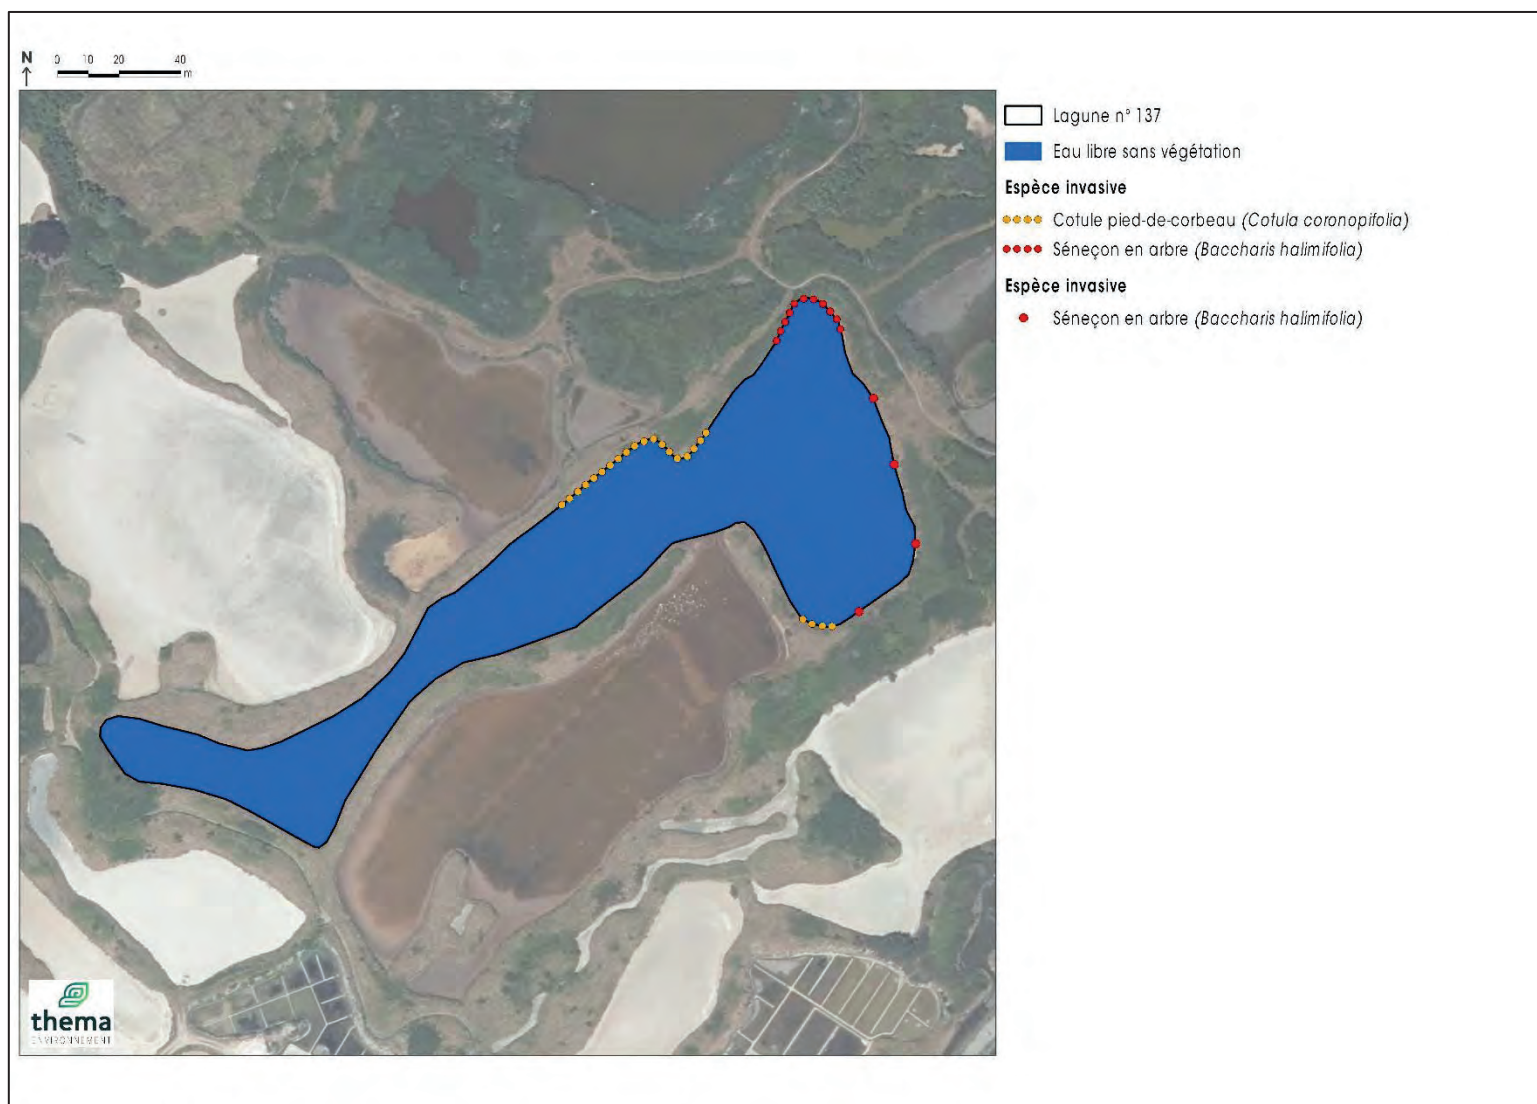 N
0 10 20 40
m
Lagune n° 137
Eau libre sans végétation
Espèce invasive
Cotule pied-de-corbeau (Cotula coronopifolia)
Séneçon en arbre (Baccharis halimifolia)
Espèce invasive
Séneçon en arbre (Baccharis halimifolia)
thema
ENVIRONNEMENT